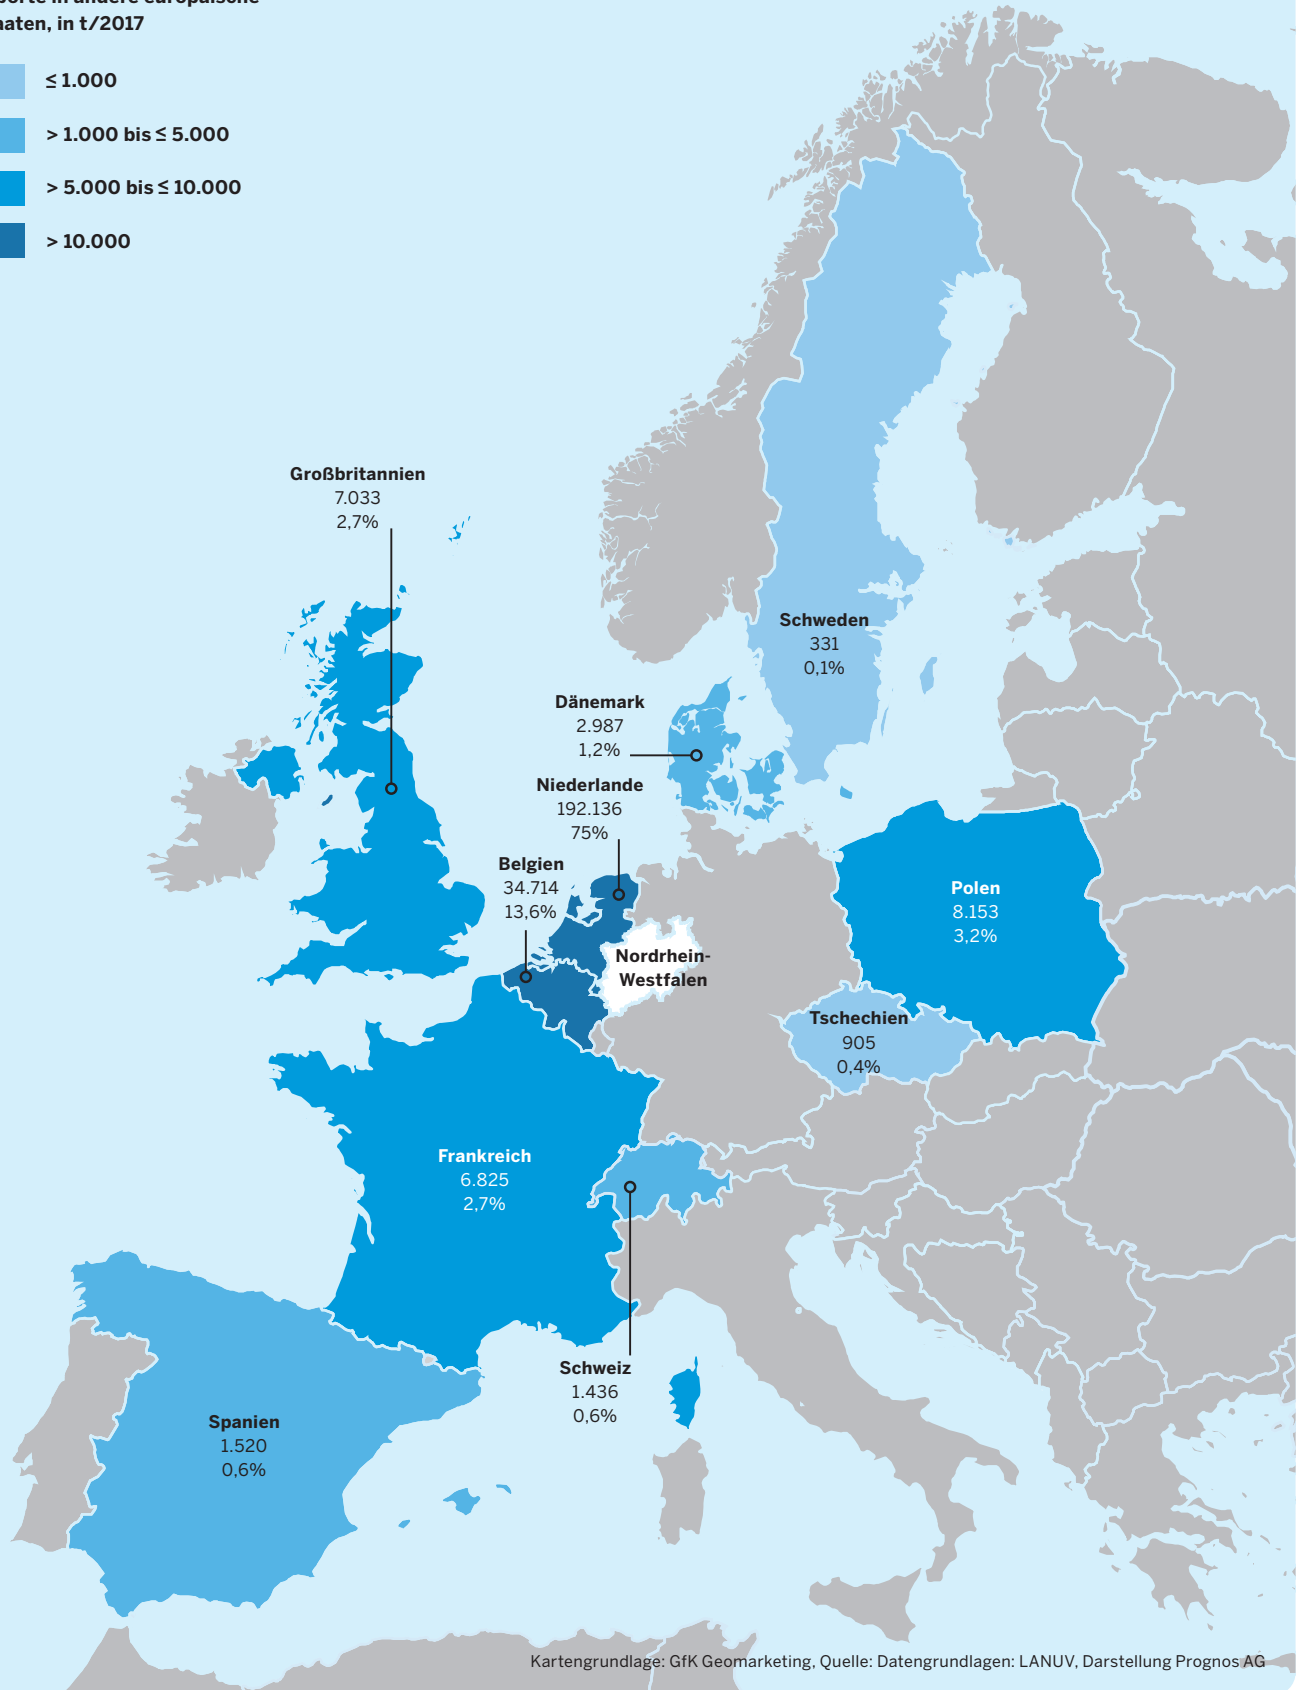 in andere europäische
in t/2017
≤ 1.000
> 1.000 bis ≤ 5.000
> 5.000 bis ≤ 10.000
> 10.000
Großbritannien
7.033
2,7%
Schweden
331
0,1%
Dänemark
2.987
1,2%
Niederlande
192.136
75%
Belgien
34.714
13,6%
Polen
8.153
3,2%
Nordrhein-
Westfalen
Tschechien
905
0,4%
Frankreich
6.825
2,7%
Schweiz
1.436
0,6%
Spanien
1.520
0,6%
Kartengrundlage: GfK Geomarketing, Quelle: Datengrundlagen: LANUV, Darstellung Prognos AG